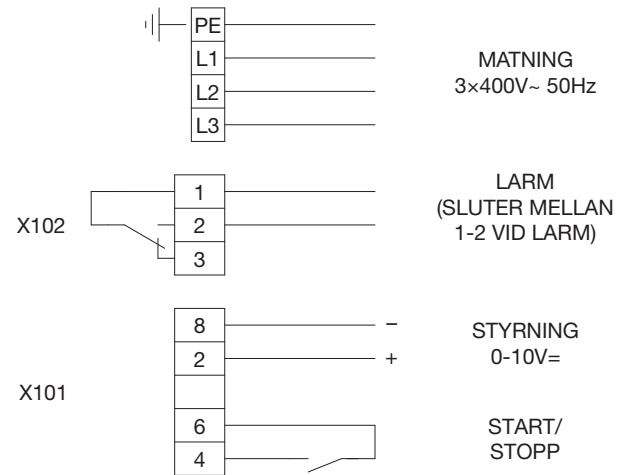 PE
L1
L2
L3
MATNING
3×400V~ 50Hz
X102
1
2
3
LARM
(SLUTER MELLAN
1-2 VID LARM)
X101
8
2
6
4
−
+
STYRNING
0-10V=
START/
STOPP